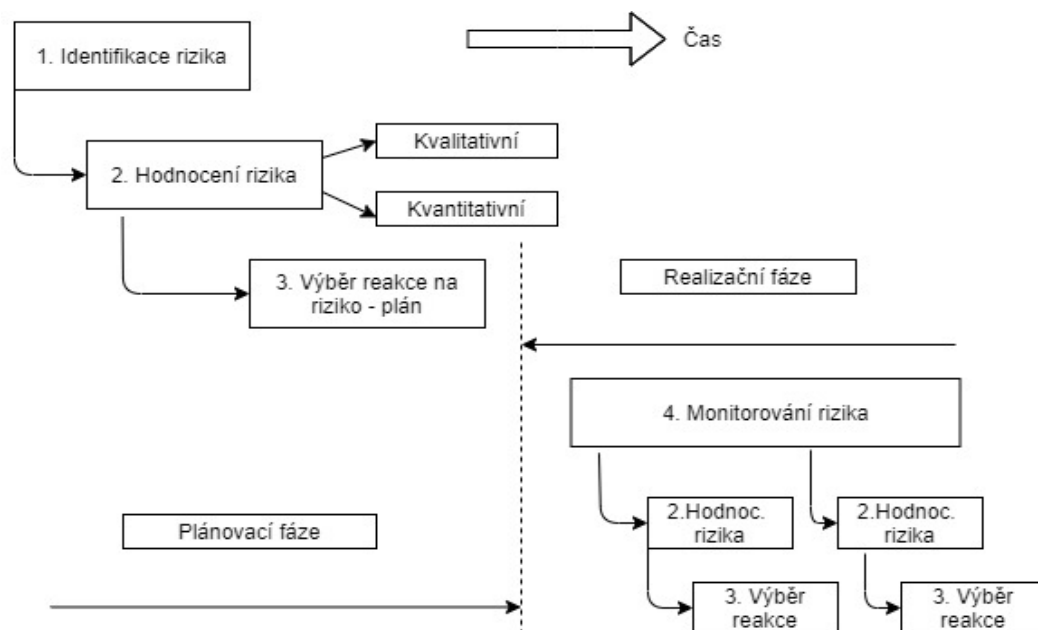 1. Identifikace rizika
Čas
Kvalitativní
2. Hodnocení rizika
Kvantitativní
3. Výběr reakce na
riziko - plán
Realizační fáze
4. Monitorování rizika
Plánovací fáze
2.Hodnoc.
rizika
2.Hodnoc.
rizika
3. Výběr
reakce
3. Výběr
reakce